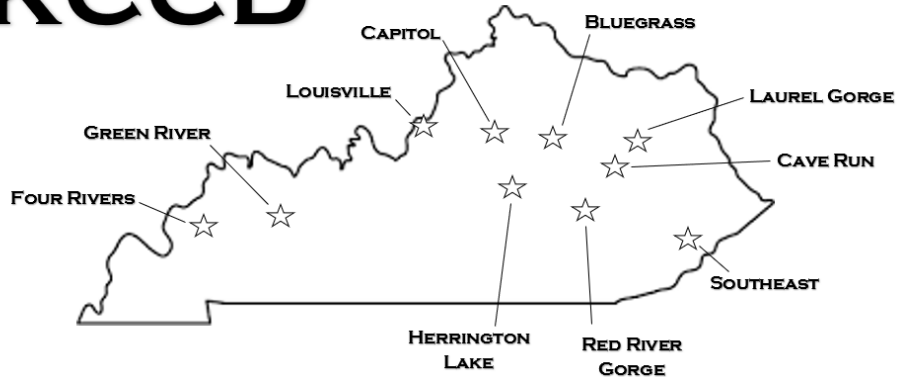 KCCD
Bluegrass
Capitol
Louisville
Laurel Gorge
Green River
Cave Run
Four Rivers
Southeast
Herrington
Lake
Red River
Gorge